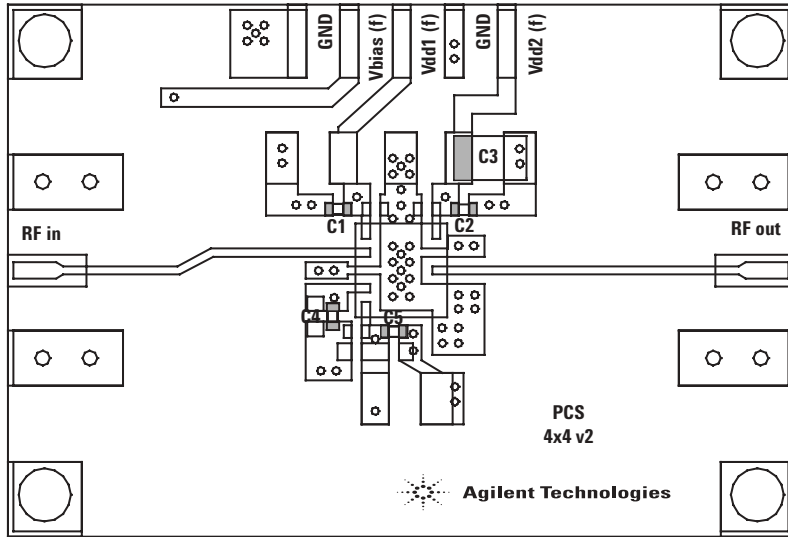 GND
Vbias (f)
Vdd1 (f)
GND
Vdd2 (f)
C3
C1
C2
RF in
RF out
C4
C5
PCS
4x4 v2
Agilent Technologies